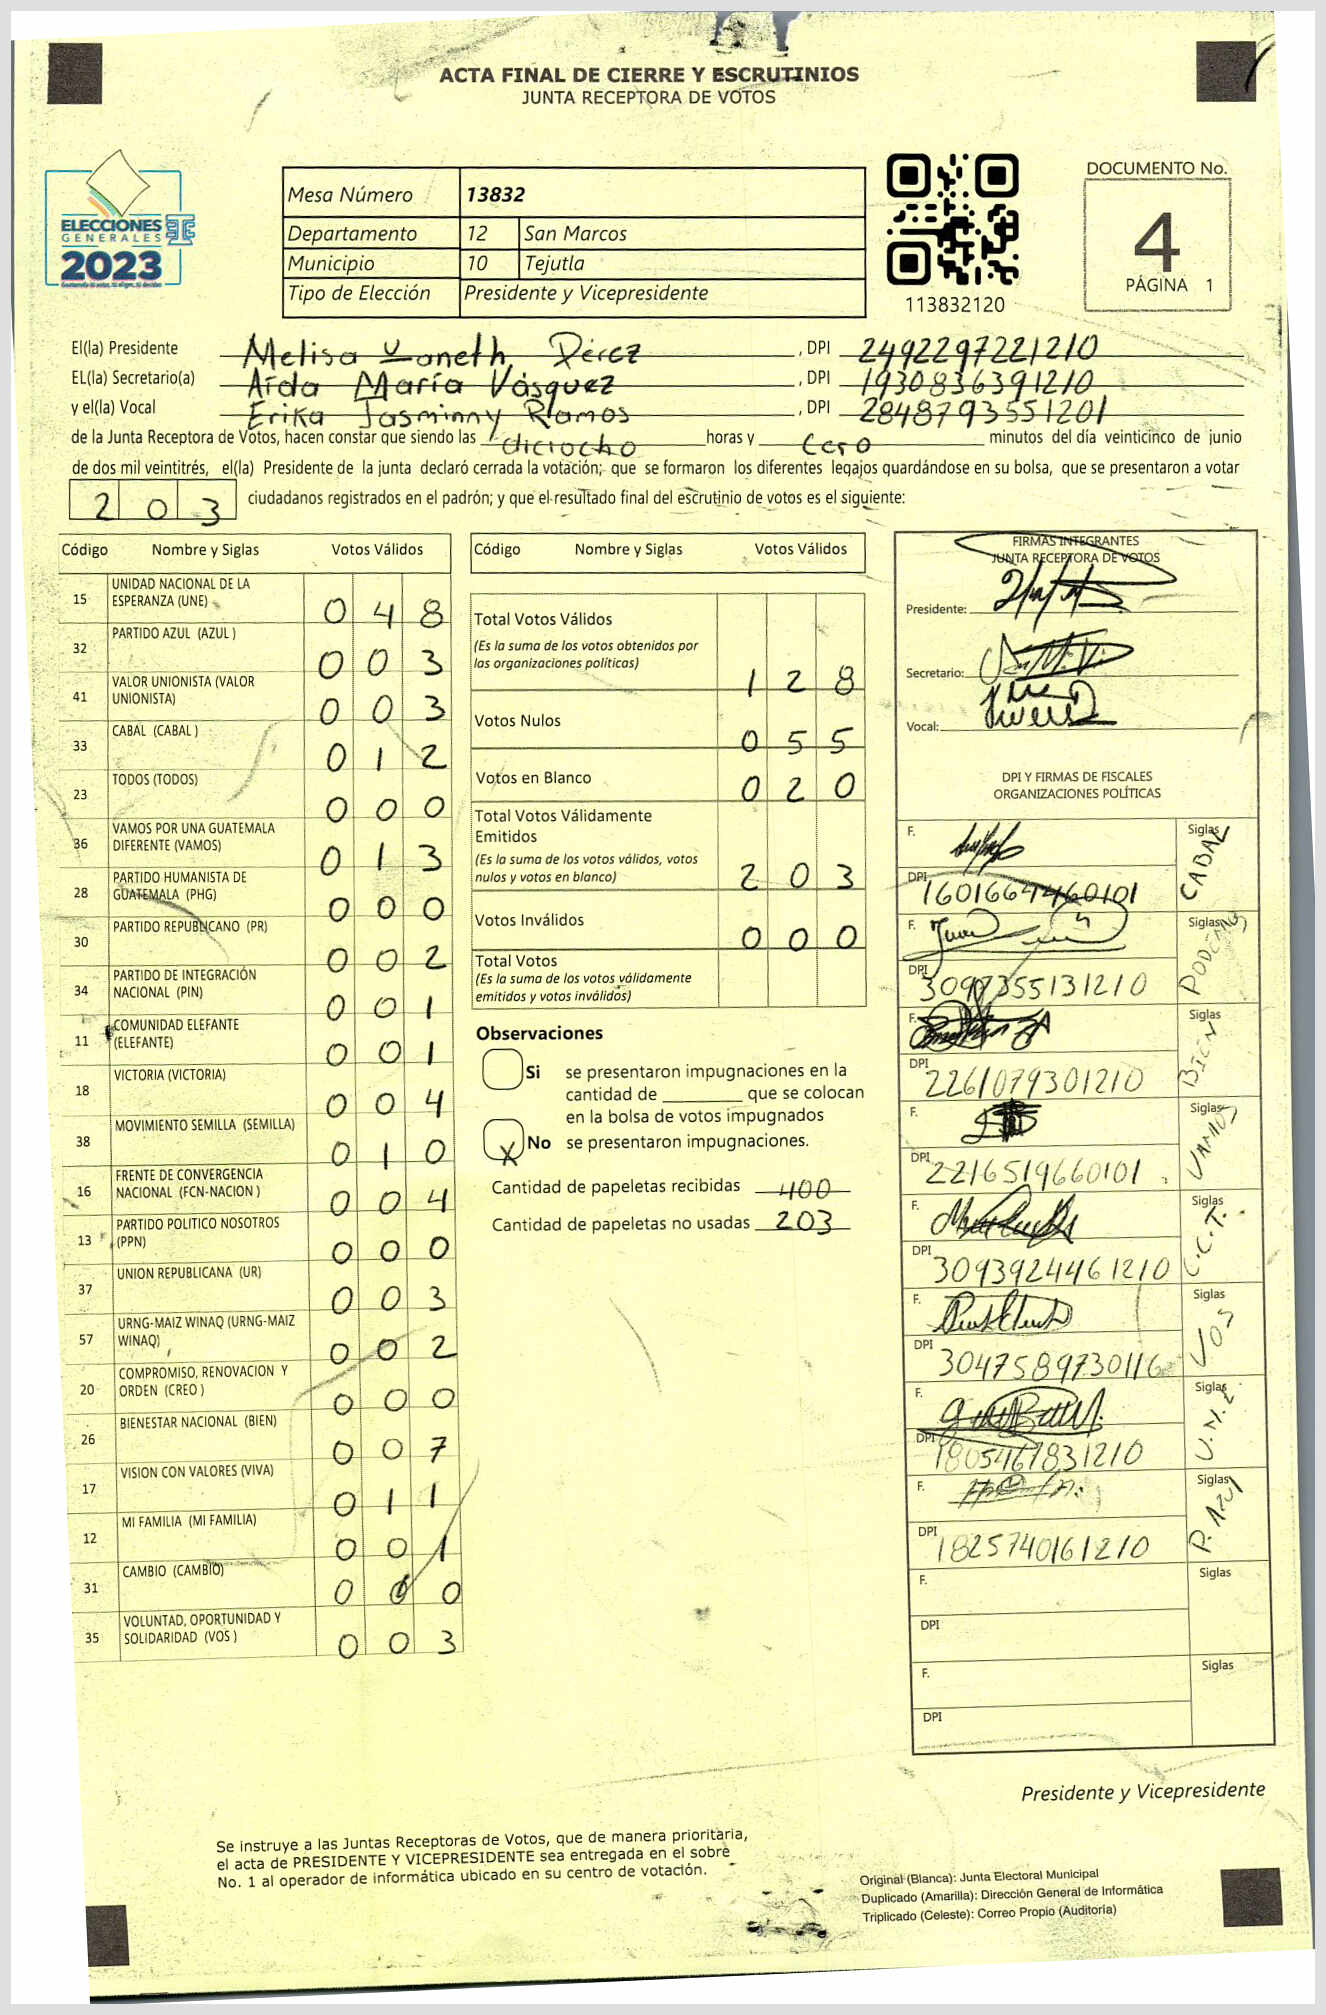 ACTA FINAL DE CIERRE Y ESCRUTINIOS
JUNTA RECEPTORA DE VOTOS
ELECCIONES
GENERALES
2023
Mesa Número 13832
Departamento 12 San Marcos
Municipio 10 Tejutla
Tipo de Elección Presidente y Vicepresidente
113832120
DOCUMENTO No.
4
PÁGINA 1
El(la) Presidente Melisa Yaneth Pérez , DPI 2492297221210
EL(la) Secretario(a) Aída María Vásquez , DPI 1930836391210
y el(la) Vocal Erika Jasminny Ramos , DPI 2848793551201
de la Junta Receptora de Votos, hacen constar que siendo las diciocho horas y cero minutos del día veinticinco de junio
de dos mil veintitrés, el(la) Presidente de la junta declaró cerrada la votación; que se formaron los diferentes legajos quardándose en su bolsa, que se presentaron a votar
203 ciudadanos registrados en el padrón; y que el resultado final del escrutinio de votos es el siguiente:
Código Nombre y Siglas Votos Válidos
15 UNIDAD NACIONAL DE LA ESPERANZA (UNE) 0 4 8
32 PARTIDO AZUL (AZUL ) 0 0 3
41 VALOR UNIONISTA (VALOR UNIONISTA) 0 0 3
33 CABAL (CABAL ) 0 1 2
23 TODOS (TODOS) 0 0 0
36 VAMOS POR UNA GUATEMALA DIFERENTE (VAMOS) 0 1 3
28 PARTIDO HUMANISTA DE GUATEMALA (PHG) 0 0 0
30 PARTIDO REPUBLICANO (PR) 0 0 2
34 PARTIDO DE INTEGRACIÓN NACIONAL (PIN) 0 0 1
11 COMUNIDAD ELEFANTE (ELEFANTE) 0 0 1
18 VICTORIA (VICTORIA) 0 0 4
38 MOVIMIENTO SEMILLA (SEMILLA) 0 1 0
16 FRENTE DE CONVERGENCIA NACIONAL (FCN-NACION ) 0 0 4
13 PARTIDO POLITICO NOSOTROS (PPN) 0 0 0
37 UNION REPUBLICANA (UR) 0 0 3
57 URNG-MAIZ WINAQ (URNG-MAIZ WINAQ) 0 0 2
20 COMPROMISO, RENOVACION Y ORDEN (CREO ) 0 0 0
26 BIENESTAR NACIONAL (BIEN) 0 0 7
17 VISION CON VALORES (VIVA) 0 1 1
12 MI FAMILIA (MI FAMILIA) 0 0 1
31 CAMBIO (CAMBIO) 0 0 0
35 VOLUNTAD, OPORTUNIDAD Y SOLIDARIDAD (VOS ) 0 0 3
Código Nombre y Siglas Votos Válidos
Total Votos Válidos
(Es la suma de los votos obtenidos por
las organizaciones políticas)
1 2 8
Votos Nulos 0 5 5
Votos en Blanco 0 2 0
Total Votos Válidamente
Emitidos
(Es la suma de los votos válidos, votos
nulos y votos en blanco)
2 0 3
Votos Inválidos 0 0 0
Total Votos
(Es la suma de los votos válidamente
emitidos y votos inválidos)
Observaciones
Si se presentaron impugnaciones en la
cantidad de ________ que se colocan
en la bolsa de votos impugnados
X No se presentaron impugnaciones.
Cantidad de papeletas recibidas 400
Cantidad de papeletas no usadas 203
FIRMAS INTEGRANTES
JUNTA RECEPTORA DE VOTOS
Presidente:
Secretario:
Vocal:
DPI Y FIRMAS DE FISCALES
ORGANIZACIONES POLÍTICAS
F. Siglas CABAL
DPI 1601664460101
F. Siglas PODEMOS
DPI 3097355131210
F. Siglas BIEN
DPI 2261079301210
F. Siglas VAMOS
DPI 2216519660101
F. Siglas C.C.T.
DPI 3093924461210
F. Siglas VOS
DPI 3047589730116
F. Siglas U.N.E
DPI 1805467831210
F. Siglas P. Azul
DPI 1825740161210
F. Siglas
DPI
F. Siglas
DPI
Presidente y Vicepresidente
Se instruye a las Juntas Receptoras de Votos, que de manera prioritaria,
el acta de PRESIDENTE Y VICEPRESIDENTE sea entregada en el sobre
No. 1 al operador de informática ubicado en su centro de votación.
Original (Blanca): Junta Electoral Municipal
Duplicado (Amarilla): Dirección General de Informática
Triplicado (Celeste): Correo Propio (Auditoría)